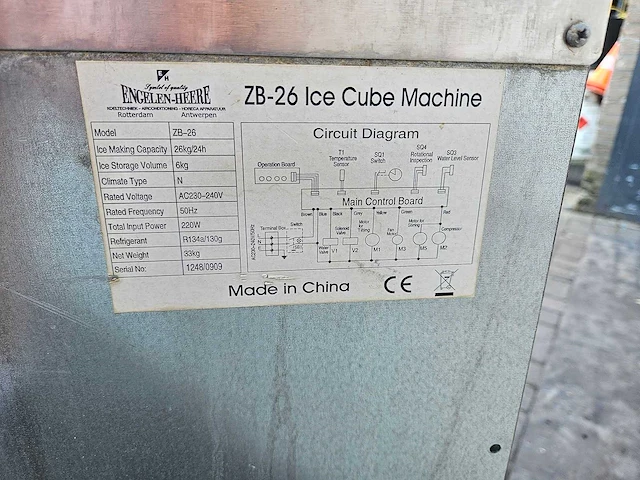 H
Symbol of quality
ENGELEN-HEERE
KOELTECHNIEK - AIRCONDITIONING - HORECA APPARATUUR
Rotterdam Antwerpen
ZB-26 Ice Cube Machine
Model ZB-26
Ice Making Capacity 26kg/24h
Ice Storage Volume 6kg
Climate Type N
Rated Voltage AC230-240V
Rated Frequency 50Hz
Total Input Power 220W
Refrigerant R134a/130g
Net Weight 33kg
Serial No: 1248/0909
Circuit Diagram
Operation Board
T1 Temperature Sensor
SQ1 Switch
SQ4 Rotational Inspection
SQ3 Water Level Sensor
Main Control Board
Brown Blue Black Grey Yellow Green Red
Terminal Box
Switch
L
N
E
Water Valve
Solenoid Valve
Motor for Tilting
Fan Motor
Motor for Stirring
Compressor
V1 V2 M1 M3 M5 M2
Made in China CE